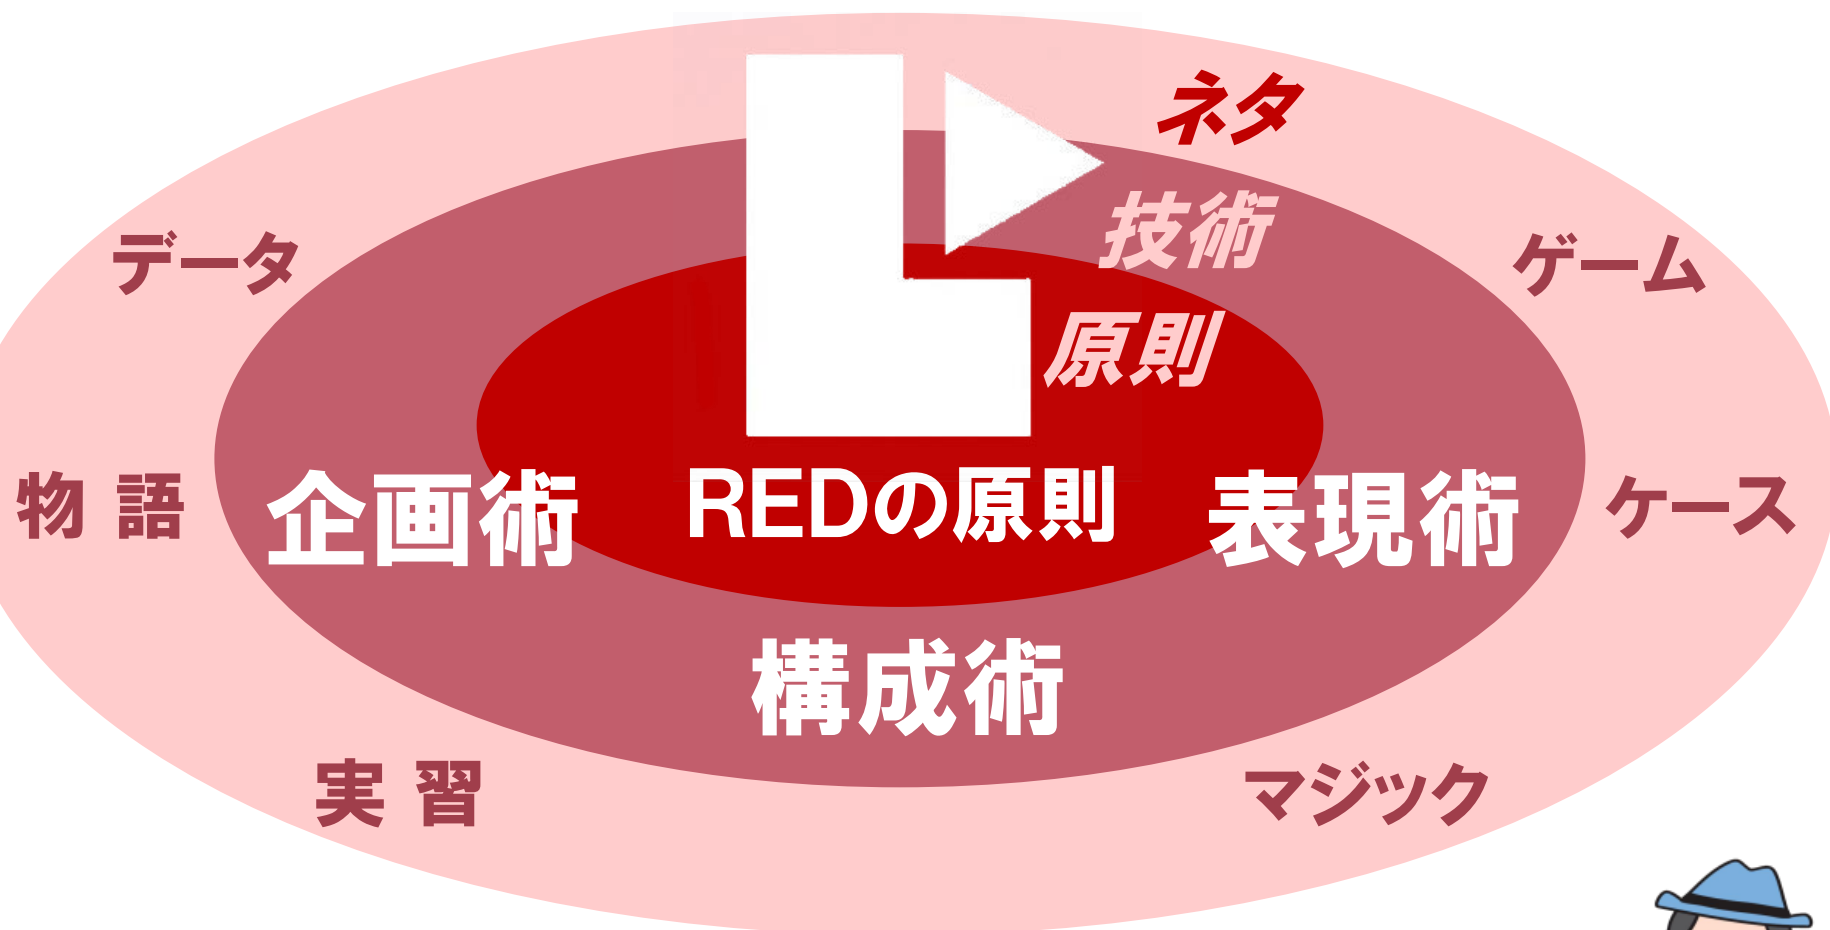 ネタ
技術
原則
データ
ゲーム
物語
企画術
REDの原則
表現術
ケース
構成術
実習
マジック